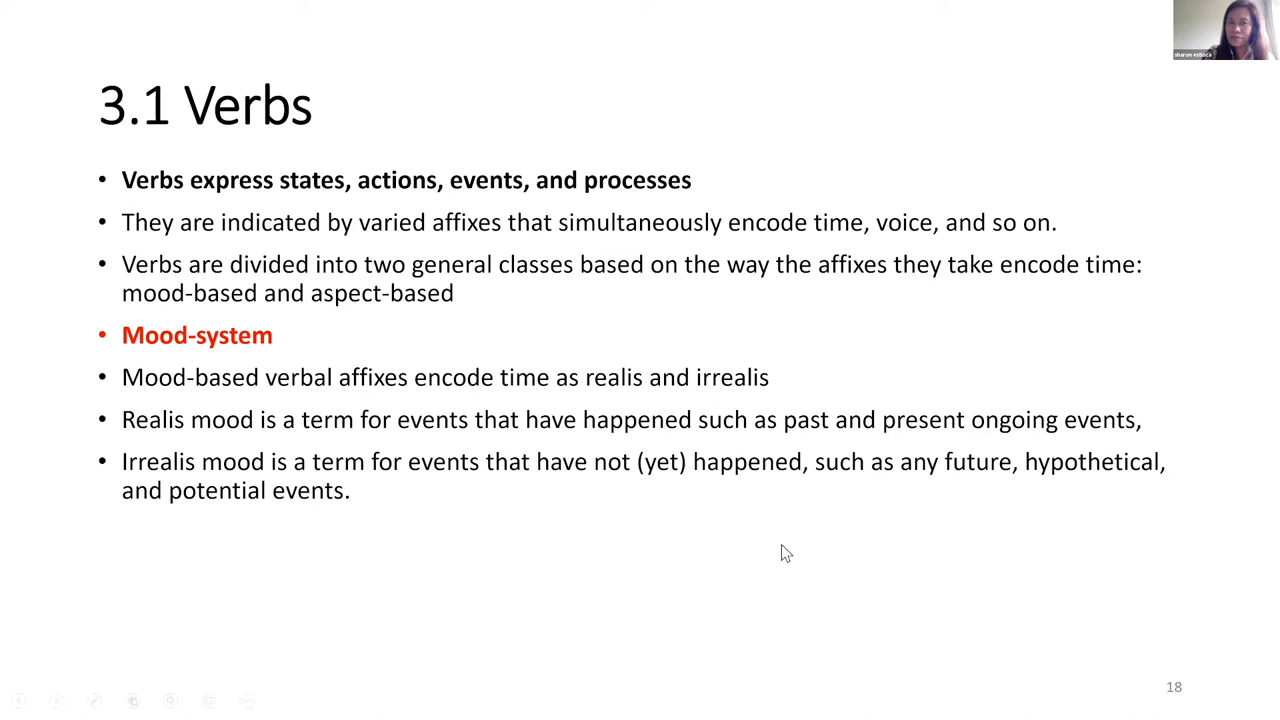 sharon estioca
3.1 Verbs
• Verbs express states, actions, events, and processes
• They are indicated by varied affixes that simultaneously encode time, voice, and so on.
• Verbs are divided into two general classes based on the way the affixes they take encode time:
mood-based and aspect-based
• Mood-system
• Mood-based verbal affixes encode time as realis and irrealis
• Realis mood is a term for events that have happened such as past and present ongoing events,
• Irrealis mood is a term for events that have not (yet) happened, such as any future, hypothetical,
and potential events.
18